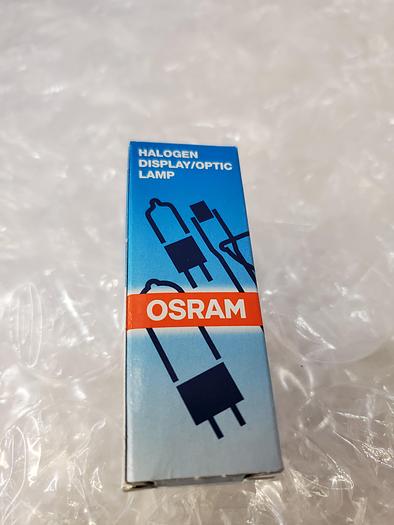 HALOGEN
DISPLAY/OPTIC
LAMP
OSRAM